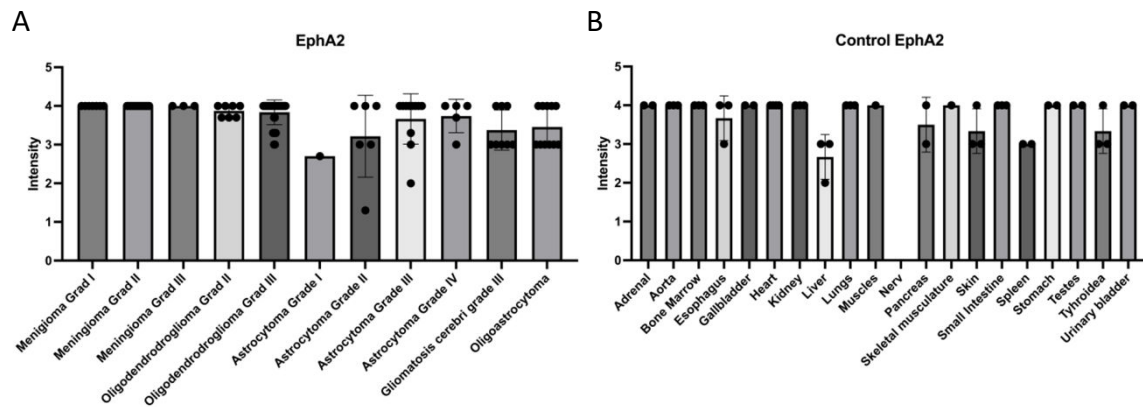 A
EphA2
Intensity
5
4
3
2
1
0
Menigioma Grad I
Meningioma Grad II
Meningioma Grad III
Oligodendrodroglioma Grad II
Oligodendrodroglioma Grad III
Astrocytoma Grade I
Astrocytoma Grade II
Astrocytoma Grade III
Astrocytoma Grade IV
Gliomatosis cerebri grade III
Oligoastrocytoma
B
Control EphA2
Intensity
5
4
3
2
1
0
Adrenal
Aorta
Bone Marrow
Esophagus
Gallbladder
Heart
Kidney
Liver
Lungs
Muscles
Nerv
Pancreas
Skeletal musculature
Skin
Small Intestine
Spleen
Stomach
Testes
Tyhroidea
Urinary bladder